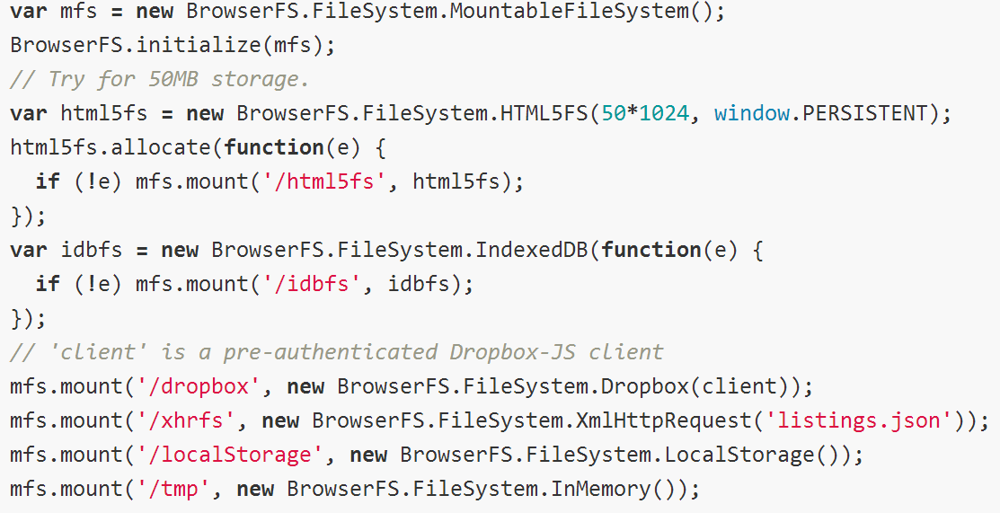 var mfs = new BrowserFS.FileSystem.MountableFileSystem();
BrowserFS.initialize(mfs);
// Try for 50MB storage.
var html5fs = new BrowserFS.FileSystem.HTML5FS(50*1024, window.PERSISTENT);
html5fs.allocate(function(e) {
  if (!e) mfs.mount('/html5fs', html5fs);
});
var idbfs = new BrowserFS.FileSystem.IndexedDB(function(e) {
  if (!e) mfs.mount('/idbfs', idbfs);
});
// 'client' is a pre-authenticated Dropbox-JS client
mfs.mount('/dropbox', new BrowserFS.FileSystem.Dropbox(client));
mfs.mount('/xhrfs', new BrowserFS.FileSystem.XmlHttpRequest('listings.json'));
mfs.mount('/localStorage', new BrowserFS.FileSystem.LocalStorage());
mfs.mount('/tmp', new BrowserFS.FileSystem.InMemory());